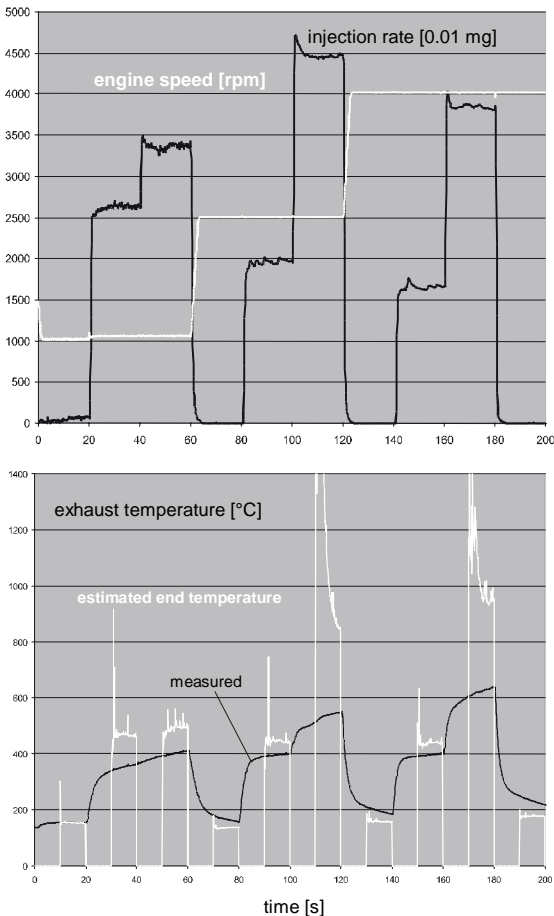 5000
injection rate [0.01 mg]
4500
engine speed [rpm]
4000
3500
3000
2500
2000
1500
1000
500
0
0 20 40 60 80 100 120 140 160 180 200
1400
exhaust temperature [°C]
1200
1000
estimated end temperature
800
measured
600
400
200
0
0 20 40 60 80 100 120 140 160 180 200
time [s]